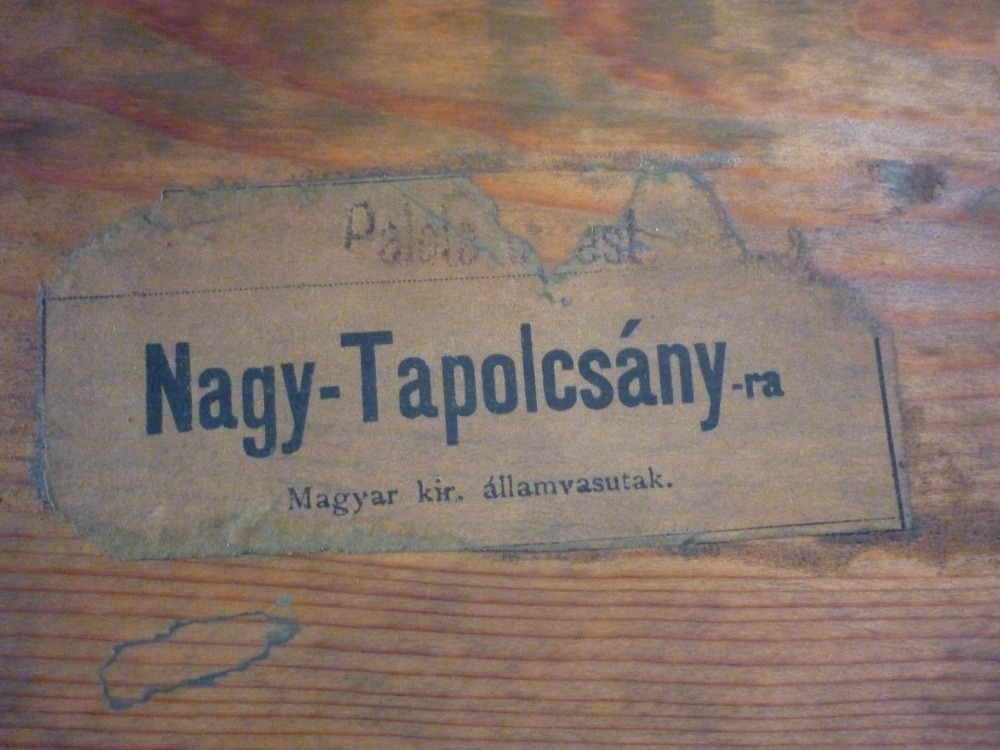 Nagy-Tapolcsány-ra
Magyar kir. államvasutak.